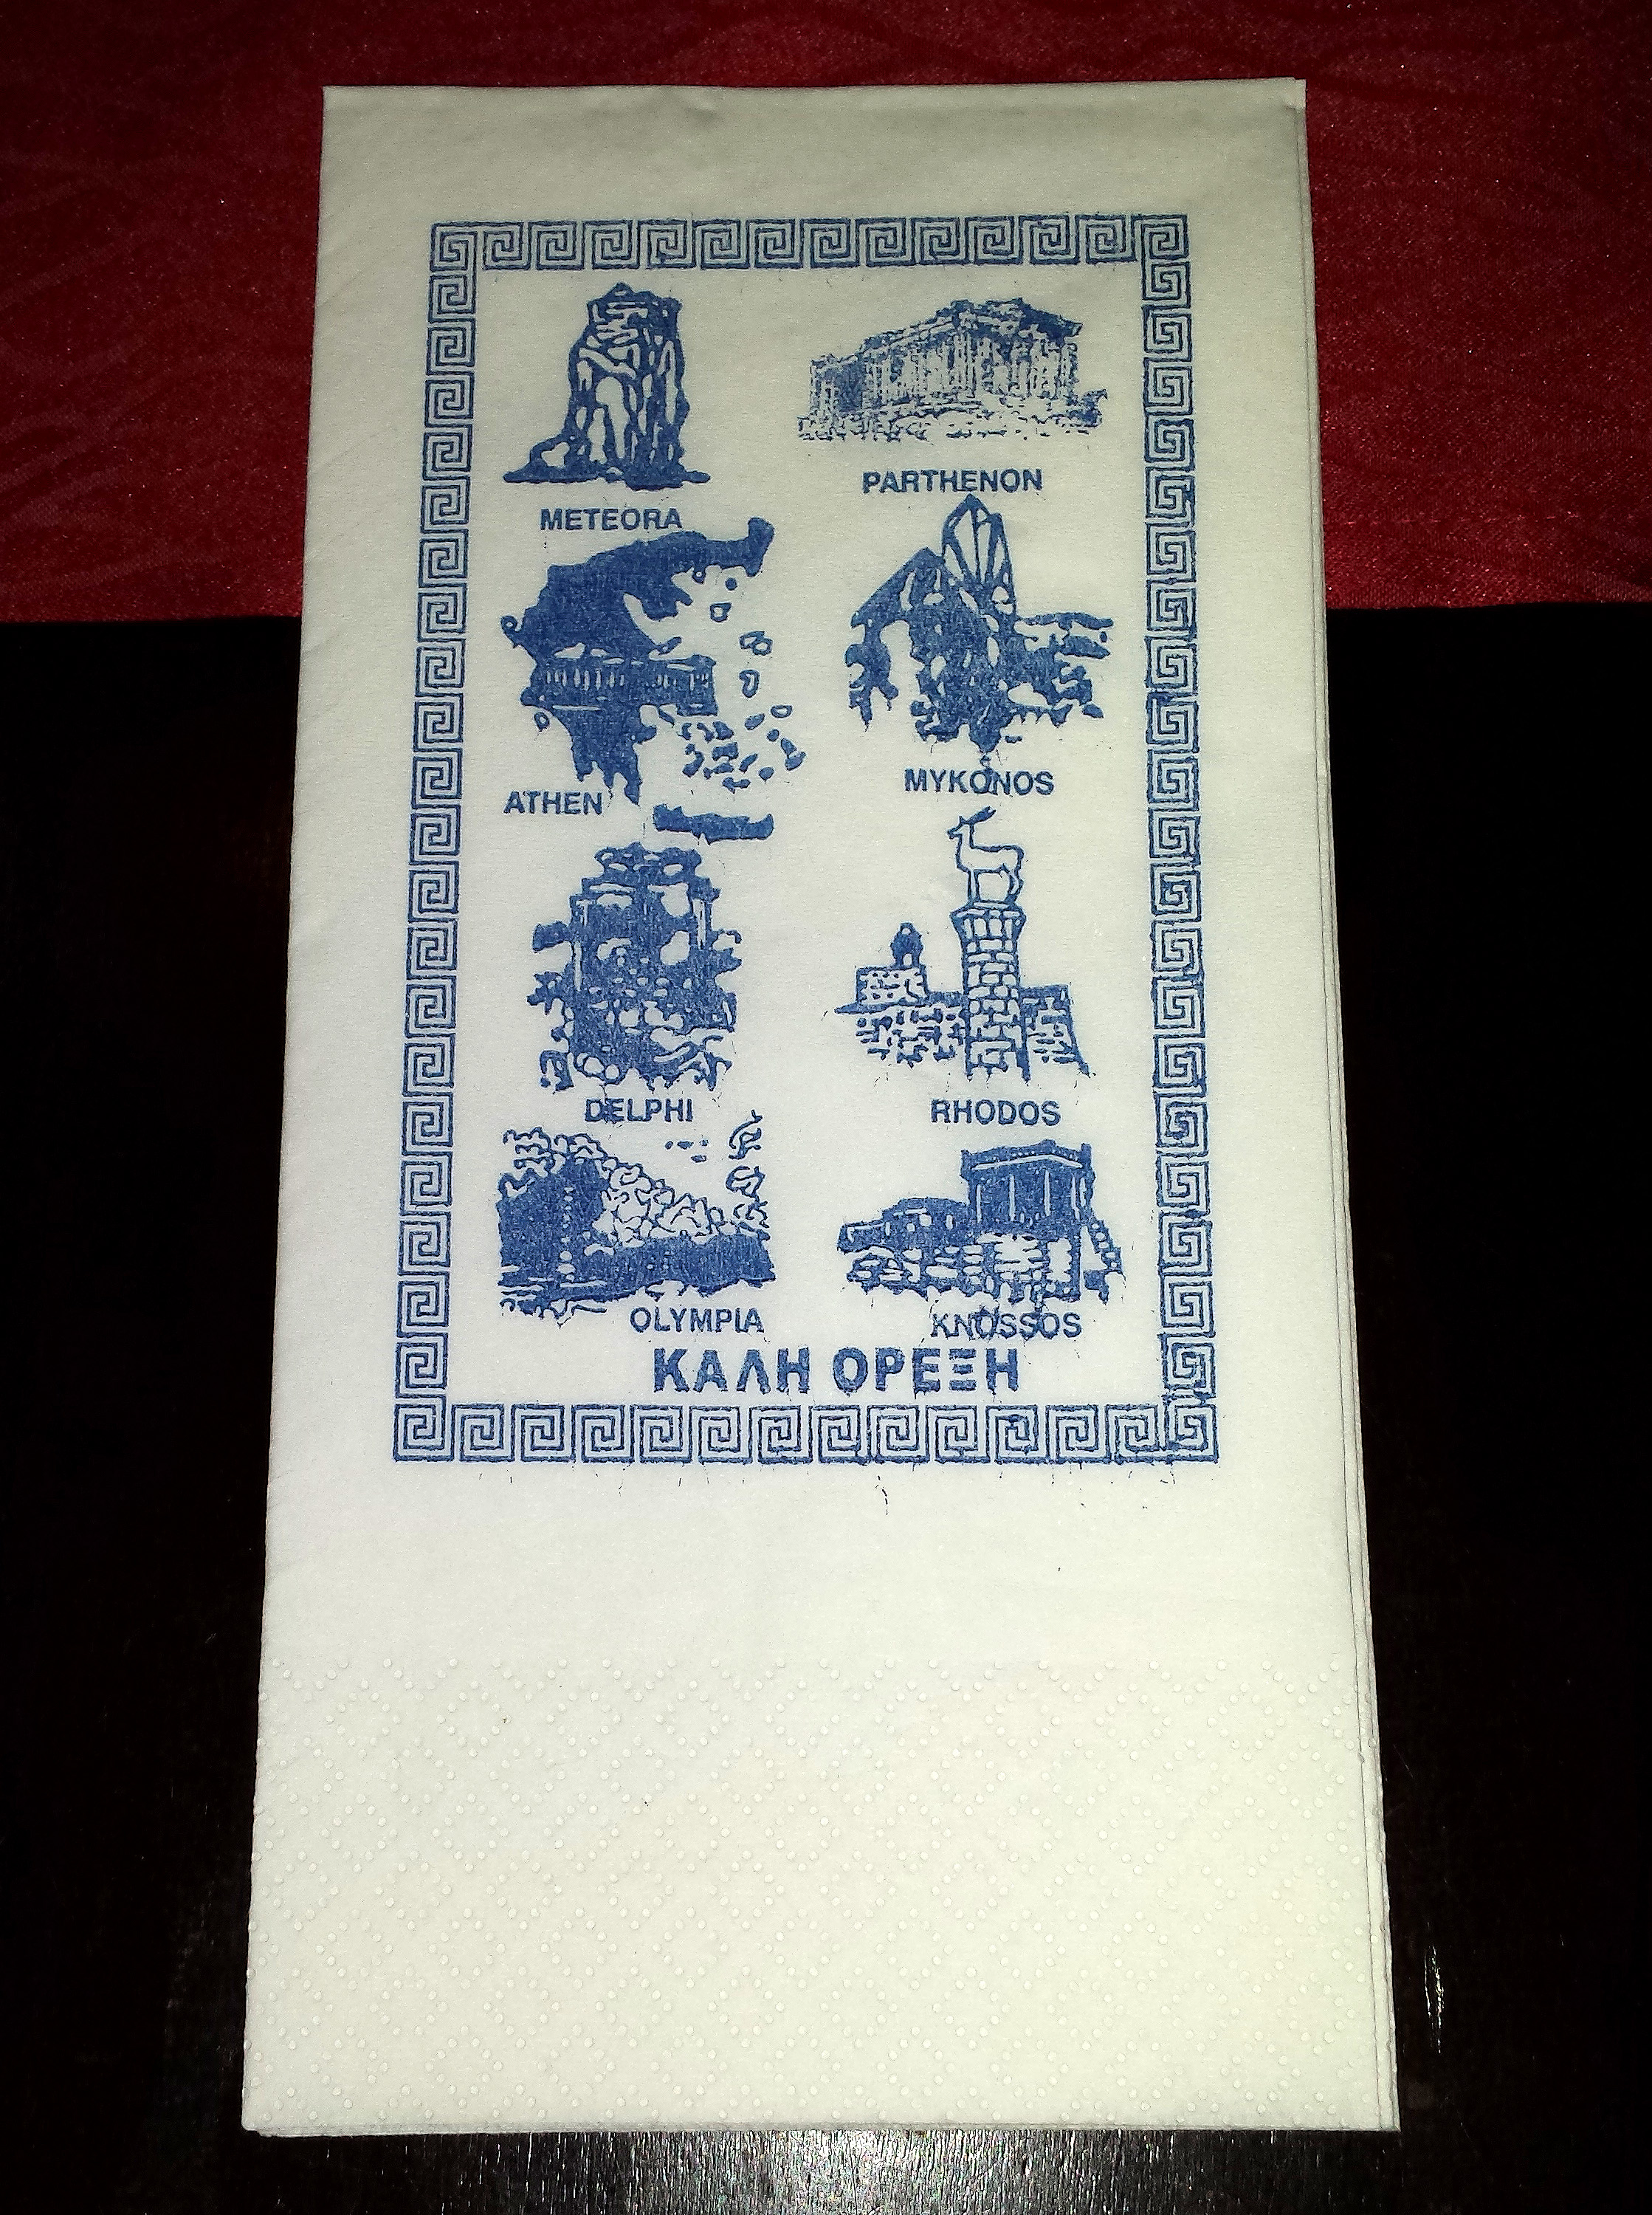 METEORA
PARTHENON
ATHEN
MYKONOS
DELPHI
RHODOS
OLYMPIA
KNOSSOS
ΚΑΛΗ ΟΡΕΞΗ